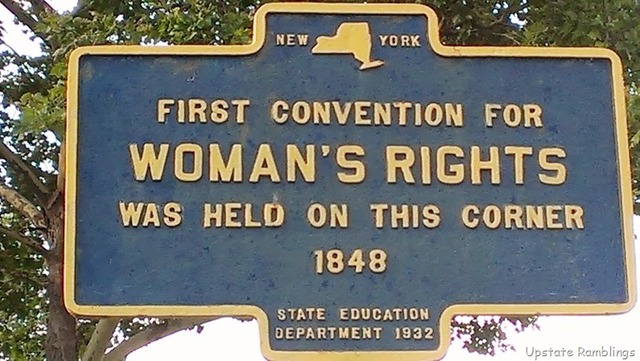 NEW YORK
FIRST CONVENTION FOR
WOMAN'S RIGHTS
WAS HELD ON THIS CORNER
1848
STATE EDUCATION
DEPARTMENT 1932
Upstate Ramblings